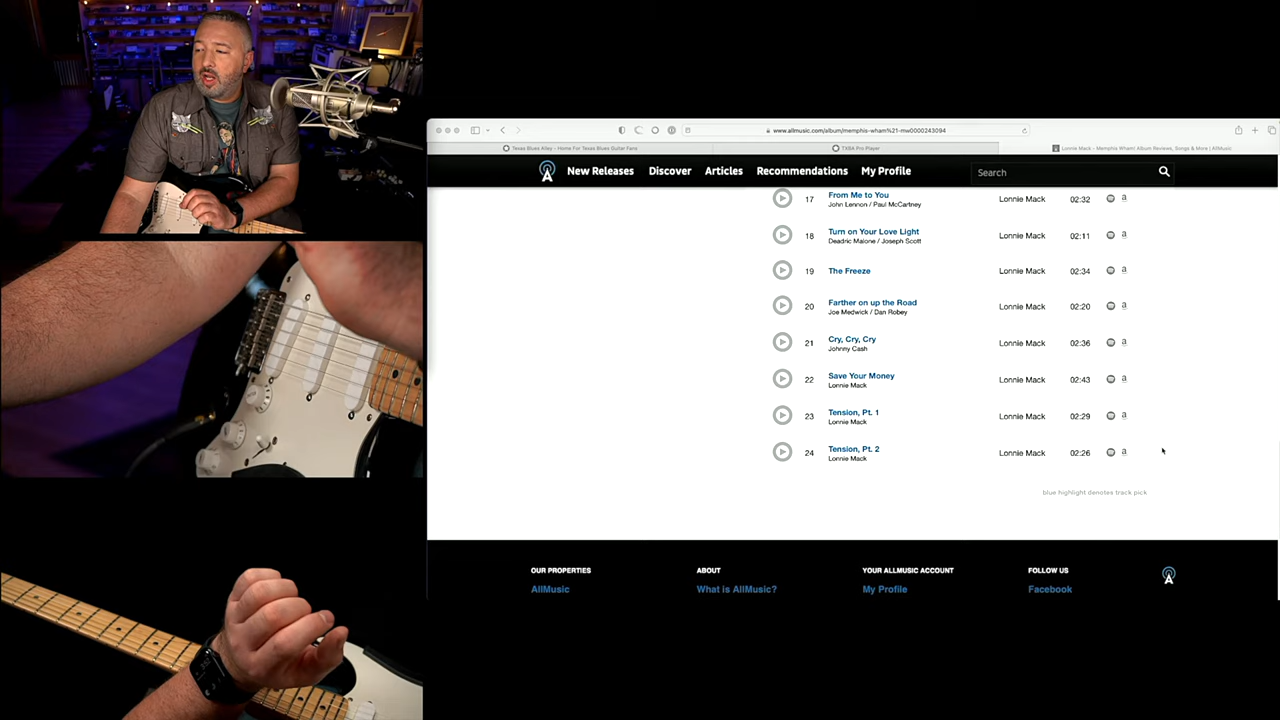 www.allmusic.com/album/memphis-wham%21-mw0000243094
Texas Blues Alley - Home For Texas Blues Guitar Fans
TXBA Pro Player
Lonnie Mack - Memphis Wham! Album Reviews, Songs & More | AllMusic
New Releases Discover Articles Recommendations My Profile Search
17 From Me to You Lonnie Mack 02:32 a
John Lennon / Paul McCartney
18 Turn on Your Love Light Lonnie Mack 02:11 a
Deadric Malone / Joseph Scott
19 The Freeze Lonnie Mack 02:34 a
20 Farther on up the Road Lonnie Mack 02:20 a
Joe Medwick / Dan Robey
21 Cry, Cry, Cry Lonnie Mack 02:36 a
Johnny Cash
22 Save Your Money Lonnie Mack 02:43 a
Lonnie Mack
23 Tension, Pt. 1 Lonnie Mack 02:29 a
Lonnie Mack
24 Tension, Pt. 2 Lonnie Mack 02:26 a
Lonnie Mack
blue highlight denotes track pick
OUR PROPERTIES ABOUT YOUR ALLMUSIC ACCOUNT FOLLOW US
AllMusic What is AllMusic? My Profile Facebook